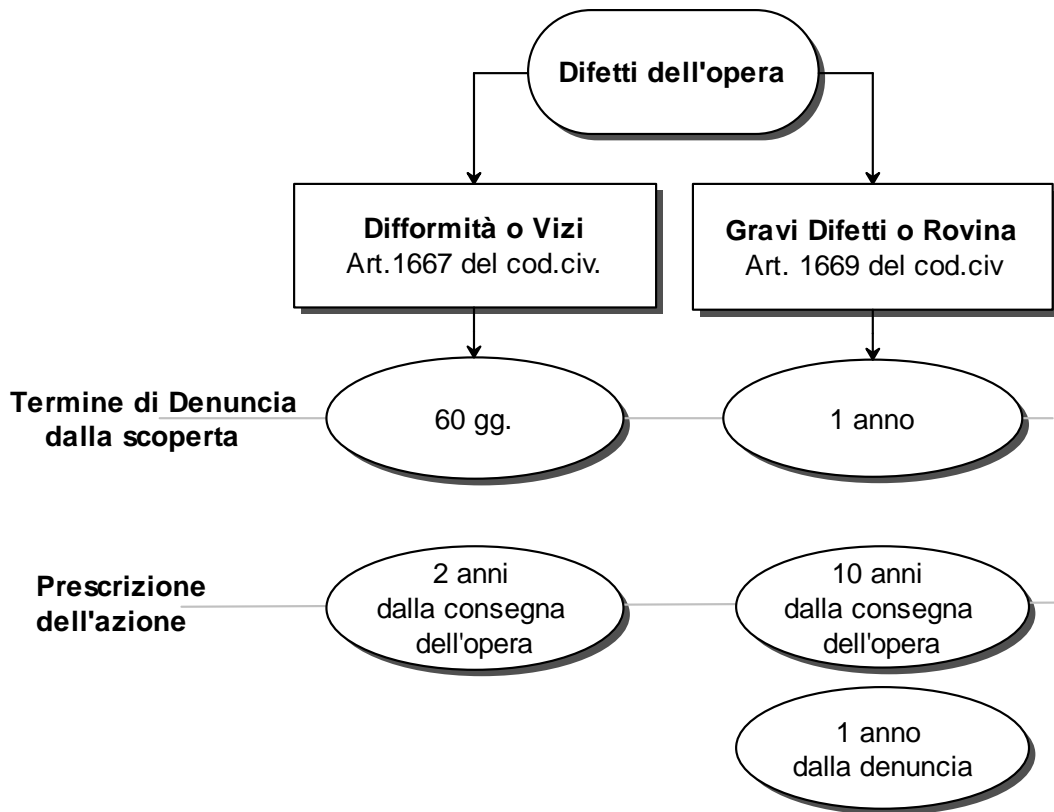 Difetti dell'opera
Difformità o Vizi
Art.1667 del cod.civ.
Gravi Difetti o Rovina
Art. 1669 del cod.civ
Termine di Denuncia
dalla scoperta
60 gg.
1 anno
Prescrizione
dell'azione
2 anni
dalla consegna
dell'opera
10 anni
dalla consegna
dell'opera
1 anno
dalla denuncia